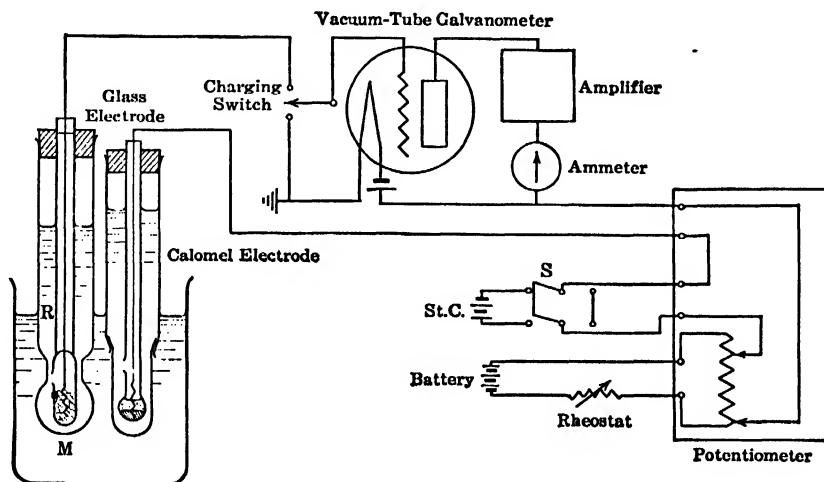 Vacuum-Tube Galvanometer
Charging
Switch
Glass
Electrode
Amplifier
Ammeter
Calomel Electrode
S
R
St.C.
Battery
Rheostat
M
Potentiometer